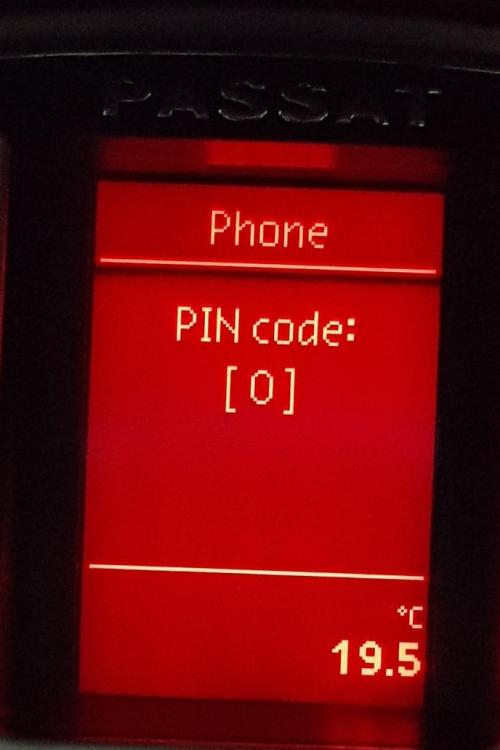 PASSAT
Phone
PIN code:
[ 0 ]
°C
19.5